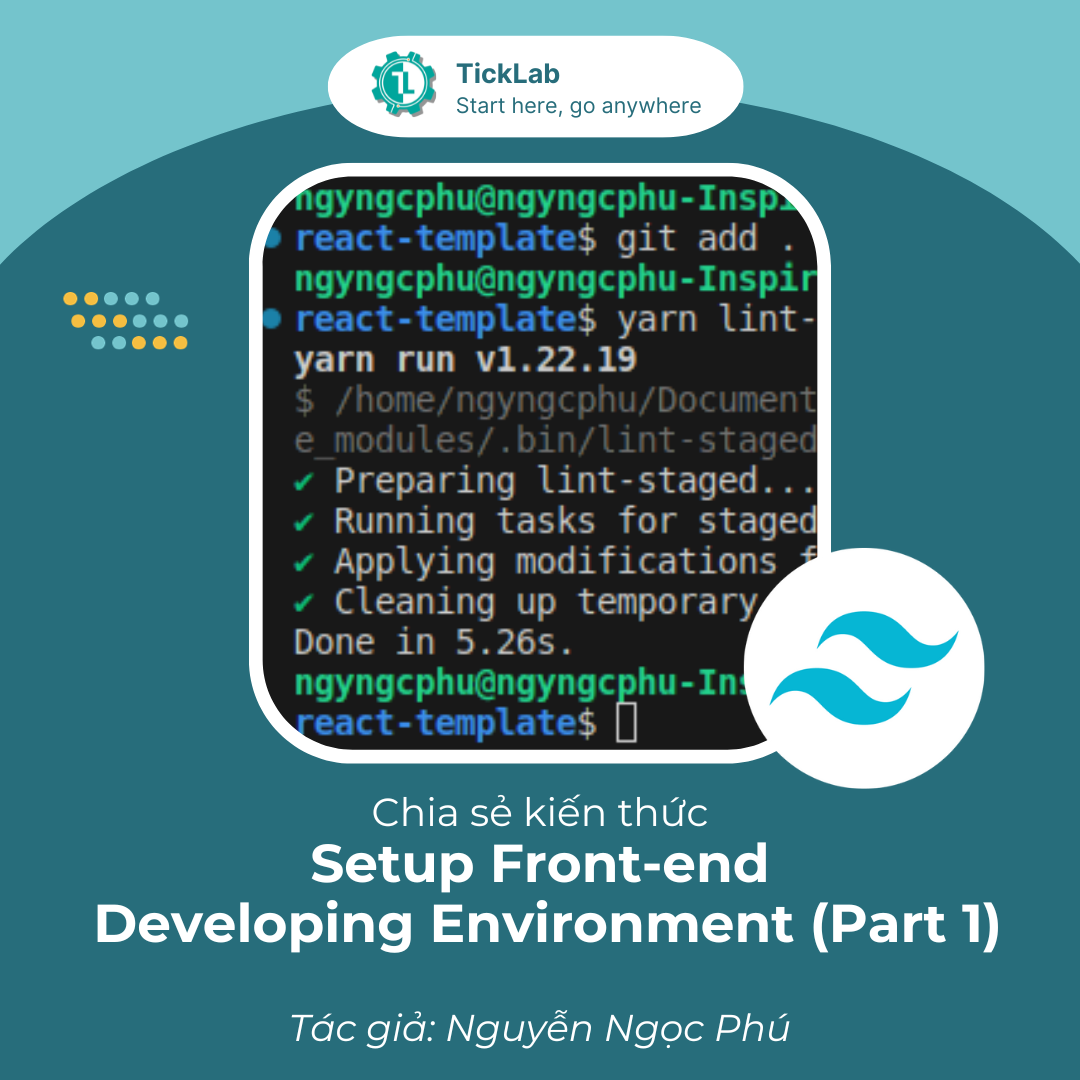 TickLab
Start here, go anywhere
ngyngcphu@ngyngcphu-Inspi
react-template$ git add .
ngyngcphu@ngyngcphu-Inspir
react-template$ yarn lint-
yarn run v1.22.19
$ /home/ngyngcphu/Document
e_modules/.bin/lint-staged
✔ Preparing lint-staged...
✔ Running tasks for staged
✔ Applying modifications f
✔ Cleaning up temporary
Done in 5.26s.
ngyngcphu@ngyngcphu-Ins
react-template$
Chia sẻ kiến thức
Setup Front-end
Developing Environment (Part 1)
Tác giả: Nguyễn Ngọc Phú